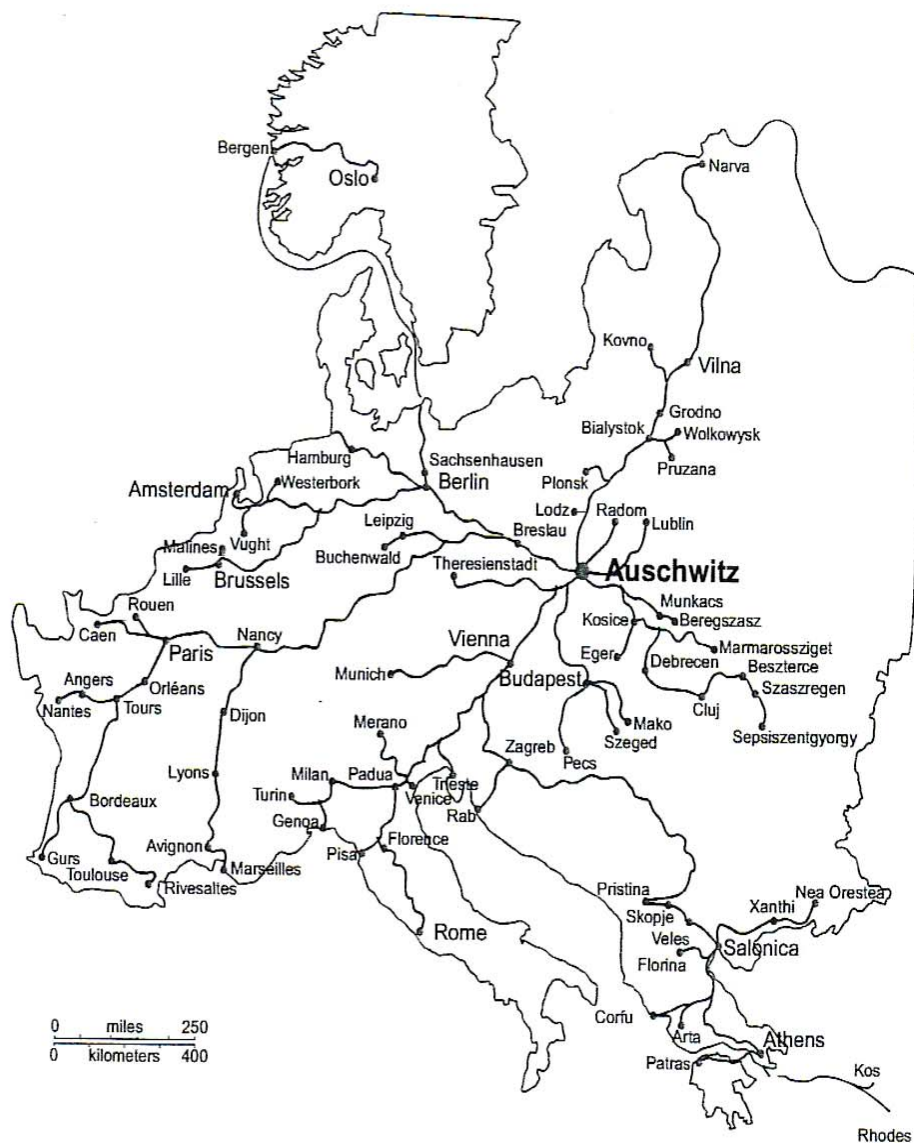 Bergen
Oslo
Narva
Kovno
Vilna
Grodno
Bialystok
Wolkowysk
Pruzana
Hamburg
Sachsenhausen
Berlin
Plonsk
Westerbork
Amsterdam
Lodz
Radom
Lublin
Leipzig
Breslau
Vught
Malines
Buchenwald
Theresienstadt
Auschwitz
Lille
Brussels
Rouen
Munkacs
Beregszasz
Caen
Kosice
Paris
Nancy
Vienna
Marmarossziget
Eger
Debrecen
Beszterce
Munich
Budapest
Angers
Orléans
Szaszregen
Nantes
Tours
Cluj
Dijon
Merano
Mako
Szeged
Sepsiszentgyorgy
Zagreb
Pecs
Lyons
Milan
Padua
Trieste
Turin
Venice
Rab
Bordeaux
Genoa
Florence
Avignon
Pisa
Gurs
Toulouse
Marseilles
Rivesaltes
Pristina
Nea Orestea
Xanthi
Skopje
Rome
Veles
Salonica
Florina
Corfu
Arta
Athens
Patras
Kos
Rhodes
0 miles 250
0 kilometers 400